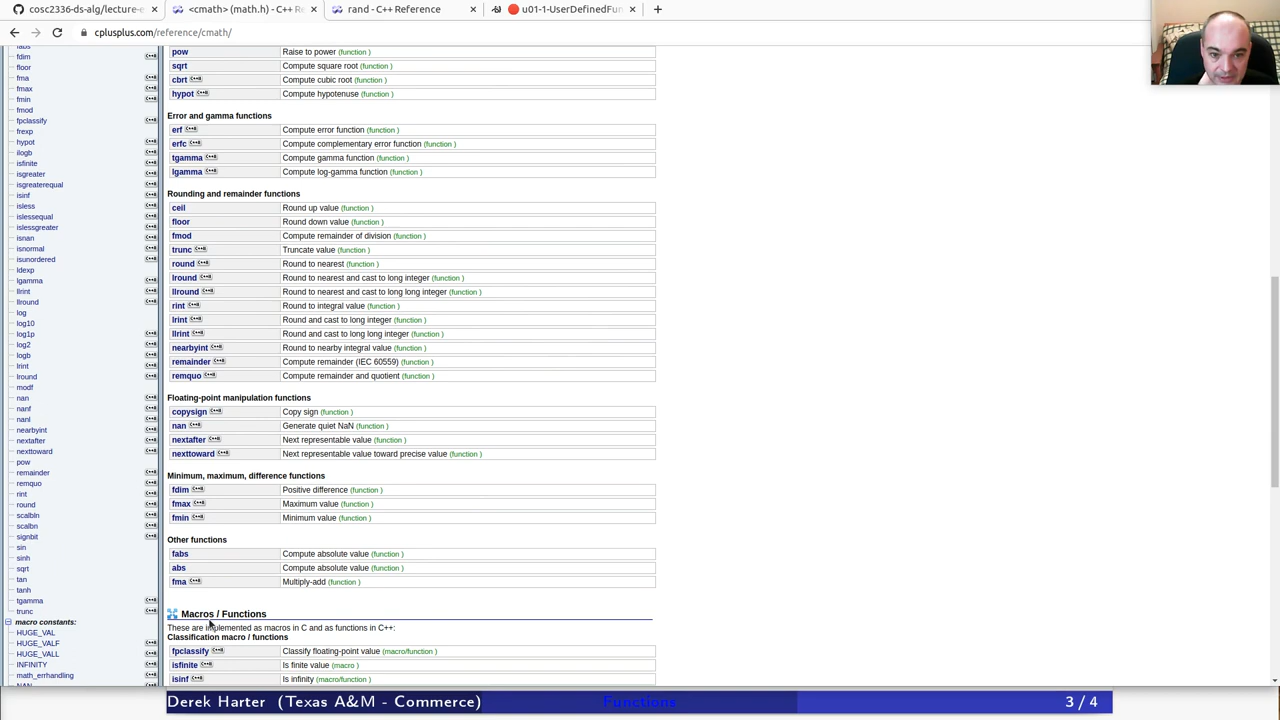 cosc2336-ds-alg/lecture-e
<cmath> (math.h) - C++ R
rand - C++ Reference
u01-1-UserDefinedFun
cplusplus.com/reference/cmath/
fabs
fdim
floor
fma
fmax
fmin
fmod
fpclassify
frexp
hypot
ilogb
isfinite
isgreater
isgreaterequal
isinf
isless
islessequal
islessgreater
isnan
isnormal
isunordered
ldexp
lgamma
llrint
llround
log
log10
log1p
log2
logb
lrint
lround
modf
nan
nanf
nanl
nearbyint
nextafter
nexttoward
pow
remainder
remquo
rint
round
scalbln
scalbn
signbit
sin
sinh
sqrt
tan
tanh
tgamma
trunc
macro constants:
HUGE_VAL
HUGE_VALF
HUGE_VALL
INFINITY
math_errhandling
NAN
pow Raise to power (function )
sqrt Compute square root (function )
cbrt Compute cubic root (function )
hypot Compute hypotenuse (function )
Error and gamma functions
erf Compute error function (function )
erfc Compute complementary error function (function )
tgamma Compute gamma function (function )
lgamma Compute log-gamma function (function )
Rounding and remainder functions
ceil Round up value (function )
floor Round down value (function )
fmod Compute remainder of division (function )
trunc Truncate value (function )
round Round to nearest (function )
lround Round to nearest and cast to long integer (function )
llround Round to nearest and cast to long long integer (function )
rint Round to integral value (function )
lrint Round and cast to long integer (function )
llrint Round and cast to long long integer (function )
nearbyint Round to nearby integral value (function )
remainder Compute remainder (IEC 60559) (function )
remquo Compute remainder and quotient (function )
Floating-point manipulation functions
copysign Copy sign (function )
nan Generate quiet NaN (function )
nextafter Next representable value (function )
nexttoward Next representable value toward precise value (function )
Minimum, maximum, difference functions
fdim Positive difference (function )
fmax Maximum value (function )
fmin Minimum value (function )
Other functions
fabs Compute absolute value (function )
abs Compute absolute value (function )
fma Multiply-add (function )
Macros / Functions
These are implemented as macros in C and as functions in C++:
Classification macro / functions
fpclassify Classify floating-point value (macro/function )
isfinite Is finite value (macro )
isinf Is infinity (macro/function )
Derek Harter (Texas A&M - Commerce) Functions 3 / 4